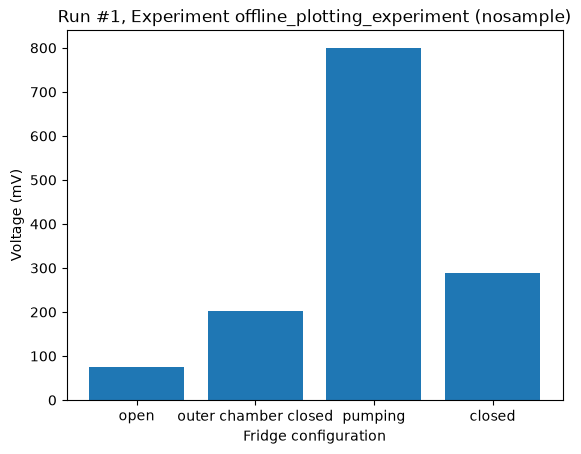 Run #1, Experiment offline_plotting_experiment (nosample)
800
700
600
500
400
300
200
100
0
Voltage (mV)
open outer chamber closed pumping closed
Fridge configuration